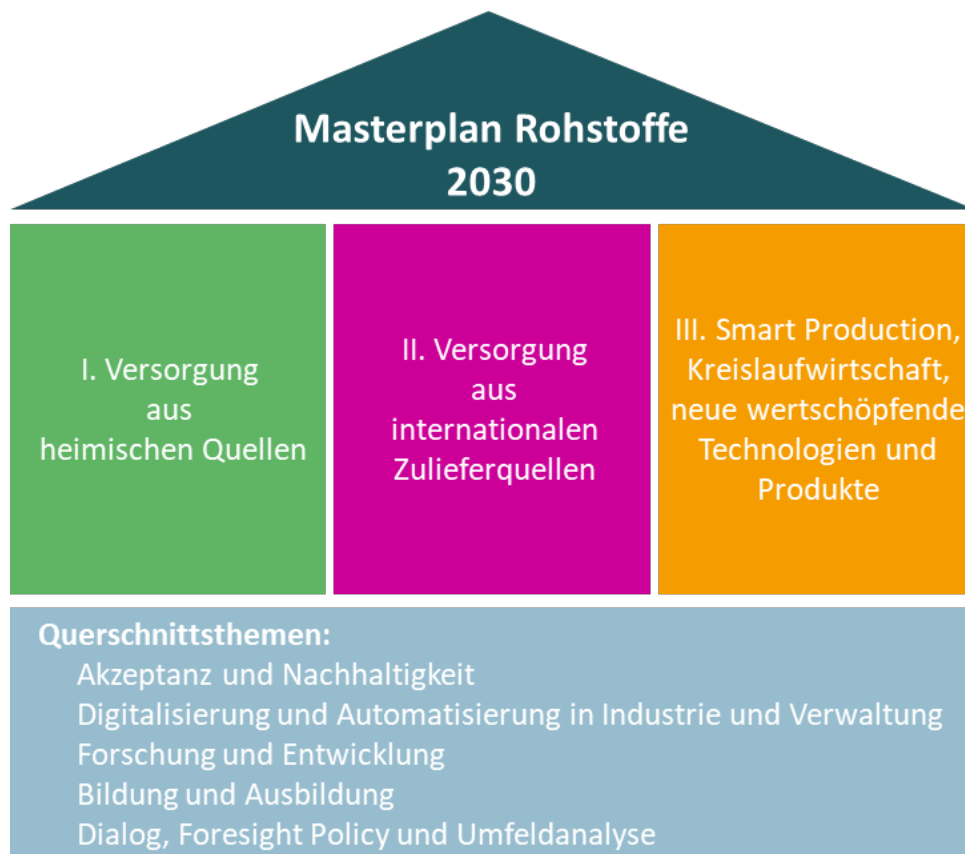 Masterplan Rohstoffe
2030
I. Versorgung
aus
heimischen Quellen
II. Versorgung
aus
internationalen
Zulieferquellen
III. Smart Production,
Kreislaufwirtschaft,
neue wertschöpfende
Technologien und
Produkte
Querschnittsthemen:
Akzeptanz und Nachhaltigkeit
Digitalisierung und Automatisierung in Industrie und Verwaltung
Forschung und Entwicklung
Bildung und Ausbildung
Dialog, Foresight Policy und Umfeldanalyse